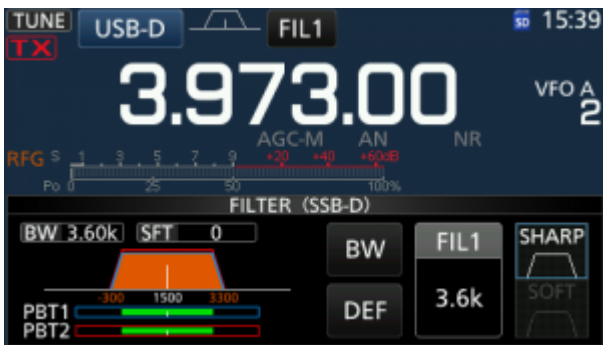 TUNE USB-D FIL1 SD 15:39
TX
3.973.00 VFO A
2
AGC-M AN NR
RFG S 1 . 3 . 5 . 7 . 9 +20 +40 +60dB
Po 0 25 50 100%
FILTER (SSB-D)
BW 3.60k SFT 0 BW FIL1 SHARP
-300 1500 3300 3.6k SOFT
PBT1 DEF
PBT2